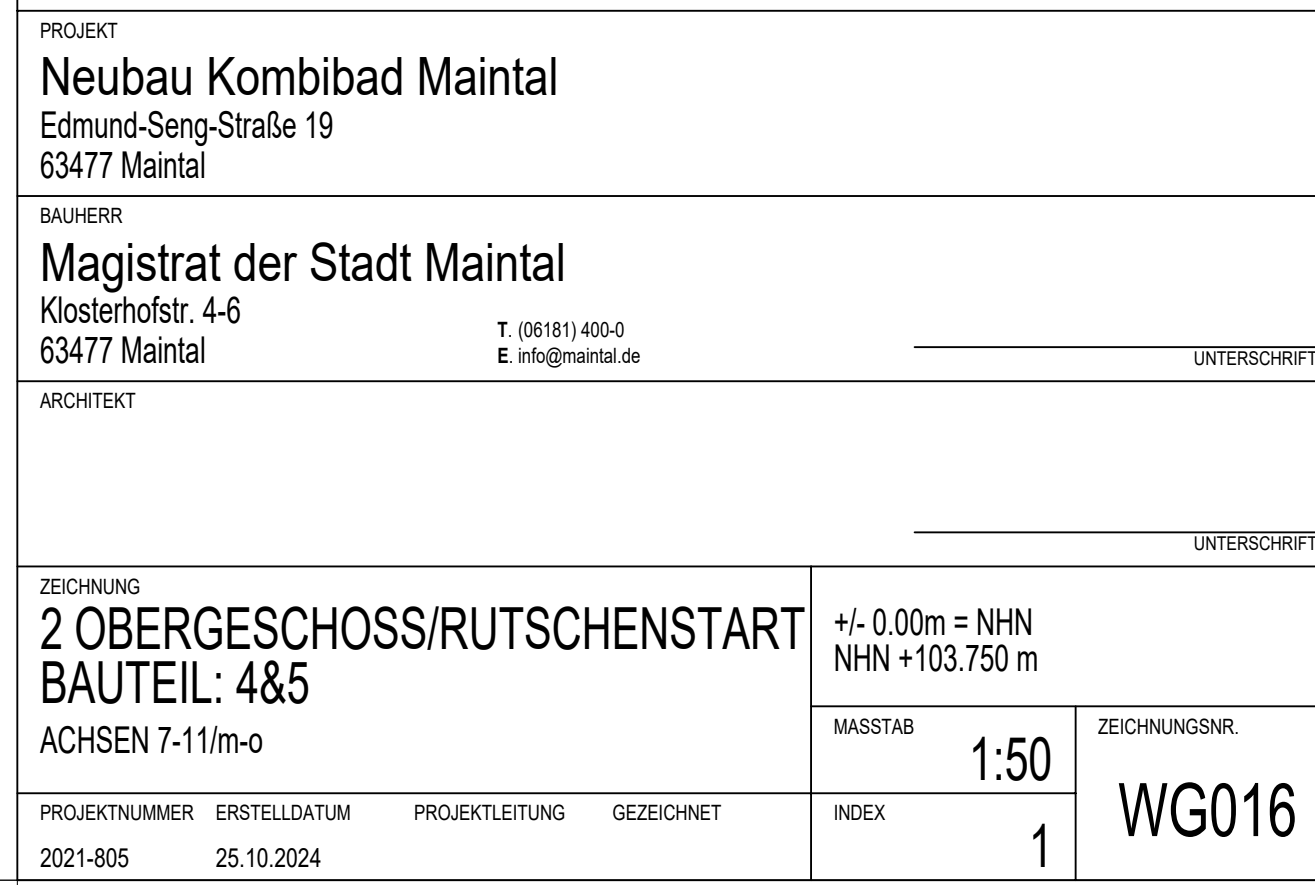 PROJEKT
Neubau Kombibad Maintal
Edmund-Seng-Straße 19
63477 Maintal
BAUHERR
Magistrat der Stadt Maintal
Klosterhofstr. 4-6
63477 Maintal
T. (06181) 400-0
E. info@maintal.de
UNTERSCHRIFT
ARCHITEKT
UNTERSCHRIFT
ZEICHNUNG
2 OBERGESCHOSS/RUTSCHENSTART
BAUTEIL: 4&5
ACHSEN 7-11/m-o
+/- 0.00m = NHN
NHN +103.750 m
MASSTAB
1:50
ZEICHNUNGSNR.
WG016
PROJEKTNUMMER ERSTELLDATUM PROJEKTLEITUNG GEZEICHNET
2021-805 25.10.2024
INDEX
1